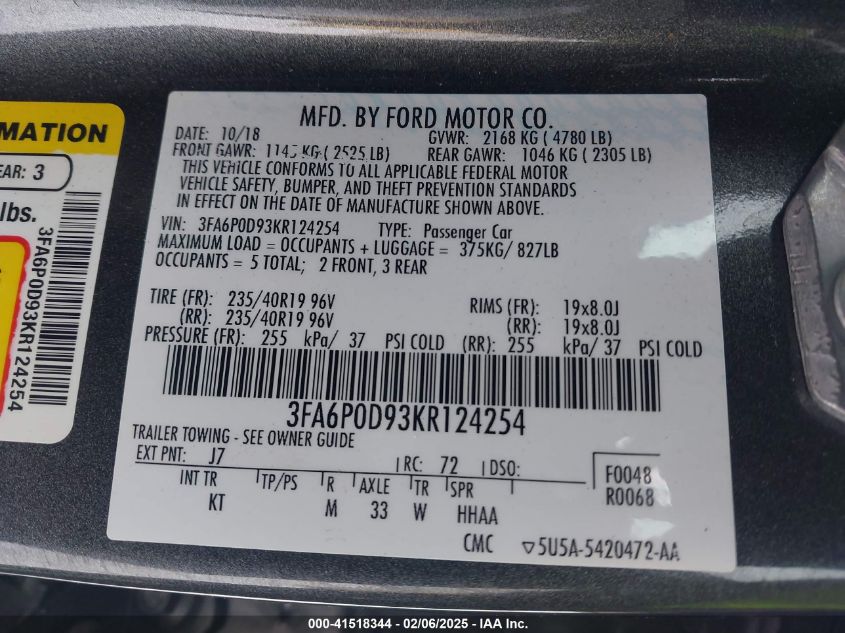 MATION
EAR: 3
lbs.
3FA6P0D93KR124254
MFD. BY FORD MOTOR CO.
DATE: 10/18 GVWR: 2168 KG ( 4780 LB)
FRONT GAWR: KG ( 2525 LB) REAR GAWR: 1046 KG ( 2305 LB)
THIS VEHICLE CONFORMS TO ALL APPLICABLE FEDERAL MOTOR
VEHICLE SAFETY, BUMPER, AND THEFT PREVENTION STANDARDS
IN EFFECT ON THE DATE OF MANUFACTURE SHOWN ABOVE.
VIN: 3FA6P0D93KR124254 TYPE: Passenger Car
MAXIMUM LOAD = OCCUPANTS + LUGGAGE = 375KG/ 827LB
OCCUPANTS = 5 TOTAL; 2 FRONT, 3 REAR
TIRE (FR): 235/40R19 96V RIMS (FR): 19x8.0J
(RR): 235/40R19 96V (RR): 19x8.0J
PRESSURE (FR): 255 kPa/ 37 PSI COLD (RR): 255 kPa/ 37 PSI COLD
3FA6P0D93KR124254
TRAILER TOWING - SEE OWNER GUIDE
EXT PNT: J7 RC: 72 DSO: F0048
INT TR TP/PS R AXLE TR SPR R0068
KT M 33 W HHAA
CMC ▽5U5A-5420472-AA
000-41518344 - 02/06/2025 - IAA Inc.